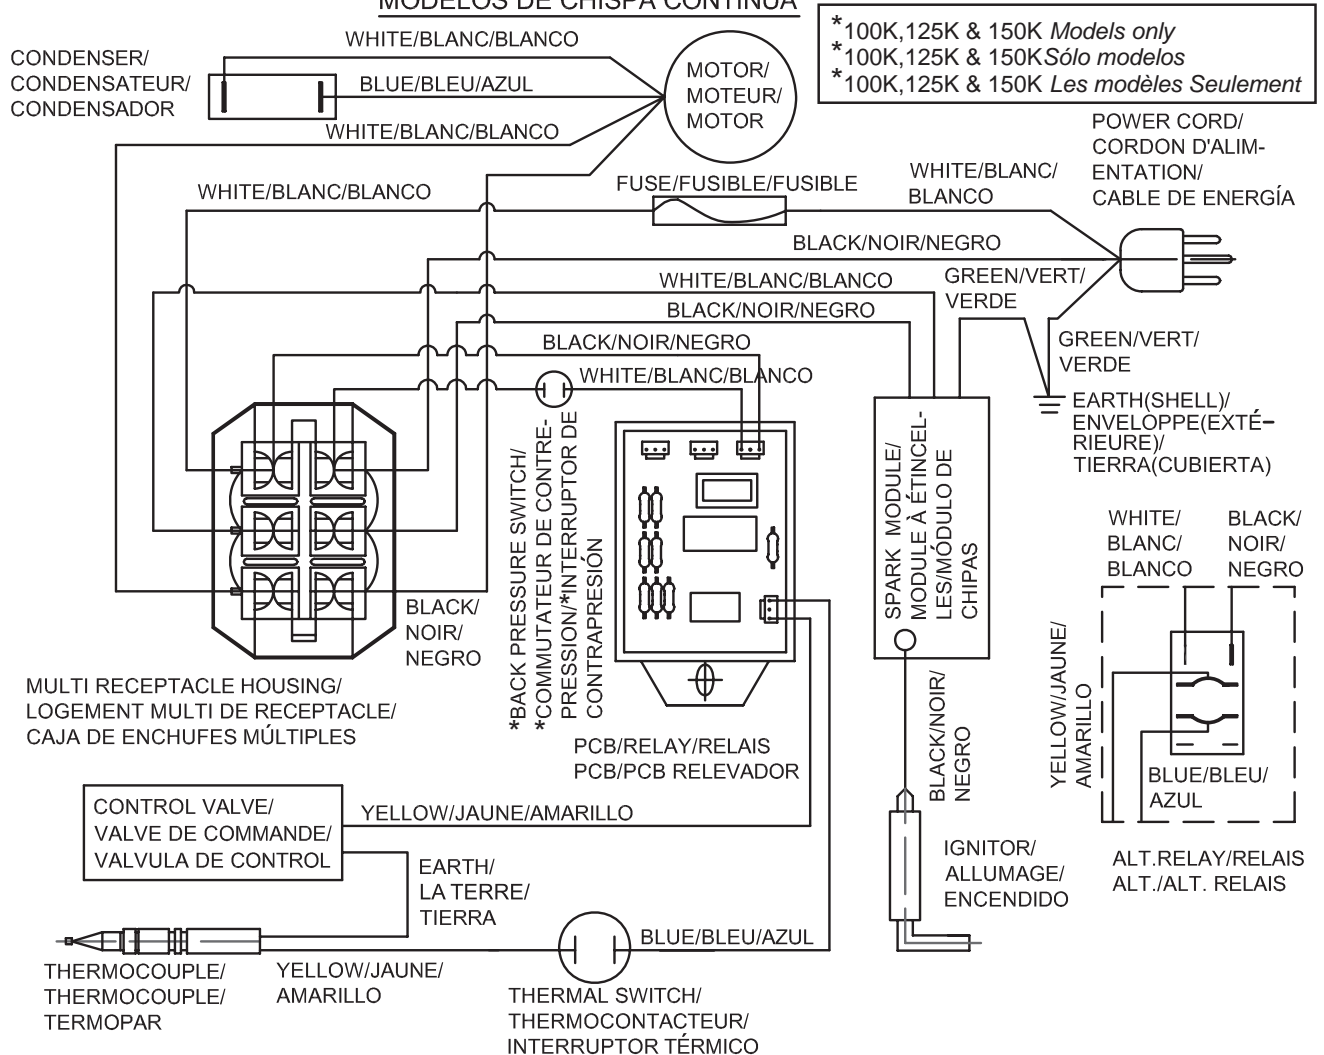 MODELOS DE CHISPA CONTINUA
*100K,125K & 150K Models only
*100K,125K & 150K Sólo modelos
*100K,125K & 150K Les modèles Seulement
CONDENSER/
CONDENSATEUR/
CONDENSADOR
WHITE/BLANC/BLANCO
BLUE/BLEU/AZUL
WHITE/BLANC/BLANCO
MOTOR/
MOTEUR/
MOTOR
POWER CORD/
CORDON D'ALIM-
ENTATION/
CABLE DE ENERGÍA
WHITE/BLANC/BLANCO
FUSE/FUSIBLE/FUSIBLE
WHITE/BLANC/
BLANCO
BLACK/NOIR/NEGRO
WHITE/BLANC/BLANCO
GREEN/VERT/
VERDE
BLACK/NOIR/NEGRO
BLACK/NOIR/NEGRO
GREEN/VERT/
VERDE
WHITE/BLANC/BLANCO
EARTH(SHELL)/
ENVELOPPE(EXTÉ-
RIEURE)/
TIERRA(CUBIERTA)
*BACK PRESSURE SWITCH/
*COMMUTATEUR DE CONTRE-
PRESSION/*INTERRUPTOR DE
CONTRAPRESIÓN
SPARK MODULE/
MODULE À ÉTINCEL-
LES/MÓDULO DE
CHIPAS
WHITE/
BLANC/
BLANCO
BLACK/
NOIR/
NEGRO
BLACK/
NOIR/
NEGRO
MULTI RECEPTACLE HOUSING/
LOGEMENT MULTI DE RECEPTACLE/
CAJA DE ENCHUFES MÚLTIPLES
PCB/RELAY/RELAIS
PCB/PCB RELEVADOR
BLACK/NOIR/
NEGRO
YELLOW/JAUNE/
AMARILLO
BLUE/BLEU/
AZUL
CONTROL VALVE/
VALVE DE COMMANDE/
VALVULA DE CONTROL
YELLOW/JAUNE/AMARILLO
EARTH/
LA TERRE/
TIERRA
IGNITOR/
ALLUMAGE/
ENCENDIDO
ALT.RELAY/RELAIS
ALT./ALT. RELAIS
BLUE/BLEU/AZUL
THERMOCOUPLE/
THERMOCOUPLE/
TERMOPAR
YELLOW/JAUNE/
AMARILLO
THERMAL SWITCH/
THERMOCONTACTEUR/
INTERRUPTOR TÉRMICO